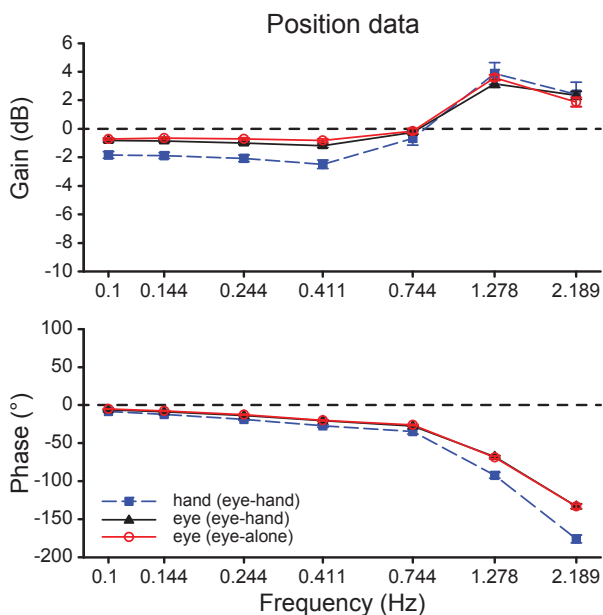 Position data
Gain (dB)
6
4
2
0
-2
-4
-6
-8
-10
0.1 0.144 0.244 0.411 0.744 1.278 2.189
Phase (°)
100
50
0
-50
-100
-150
-200
hand (eye-hand)
eye (eye-hand)
eye (eye-alone)
0.1 0.144 0.244 0.411 0.744 1.278 2.189
Frequency (Hz)